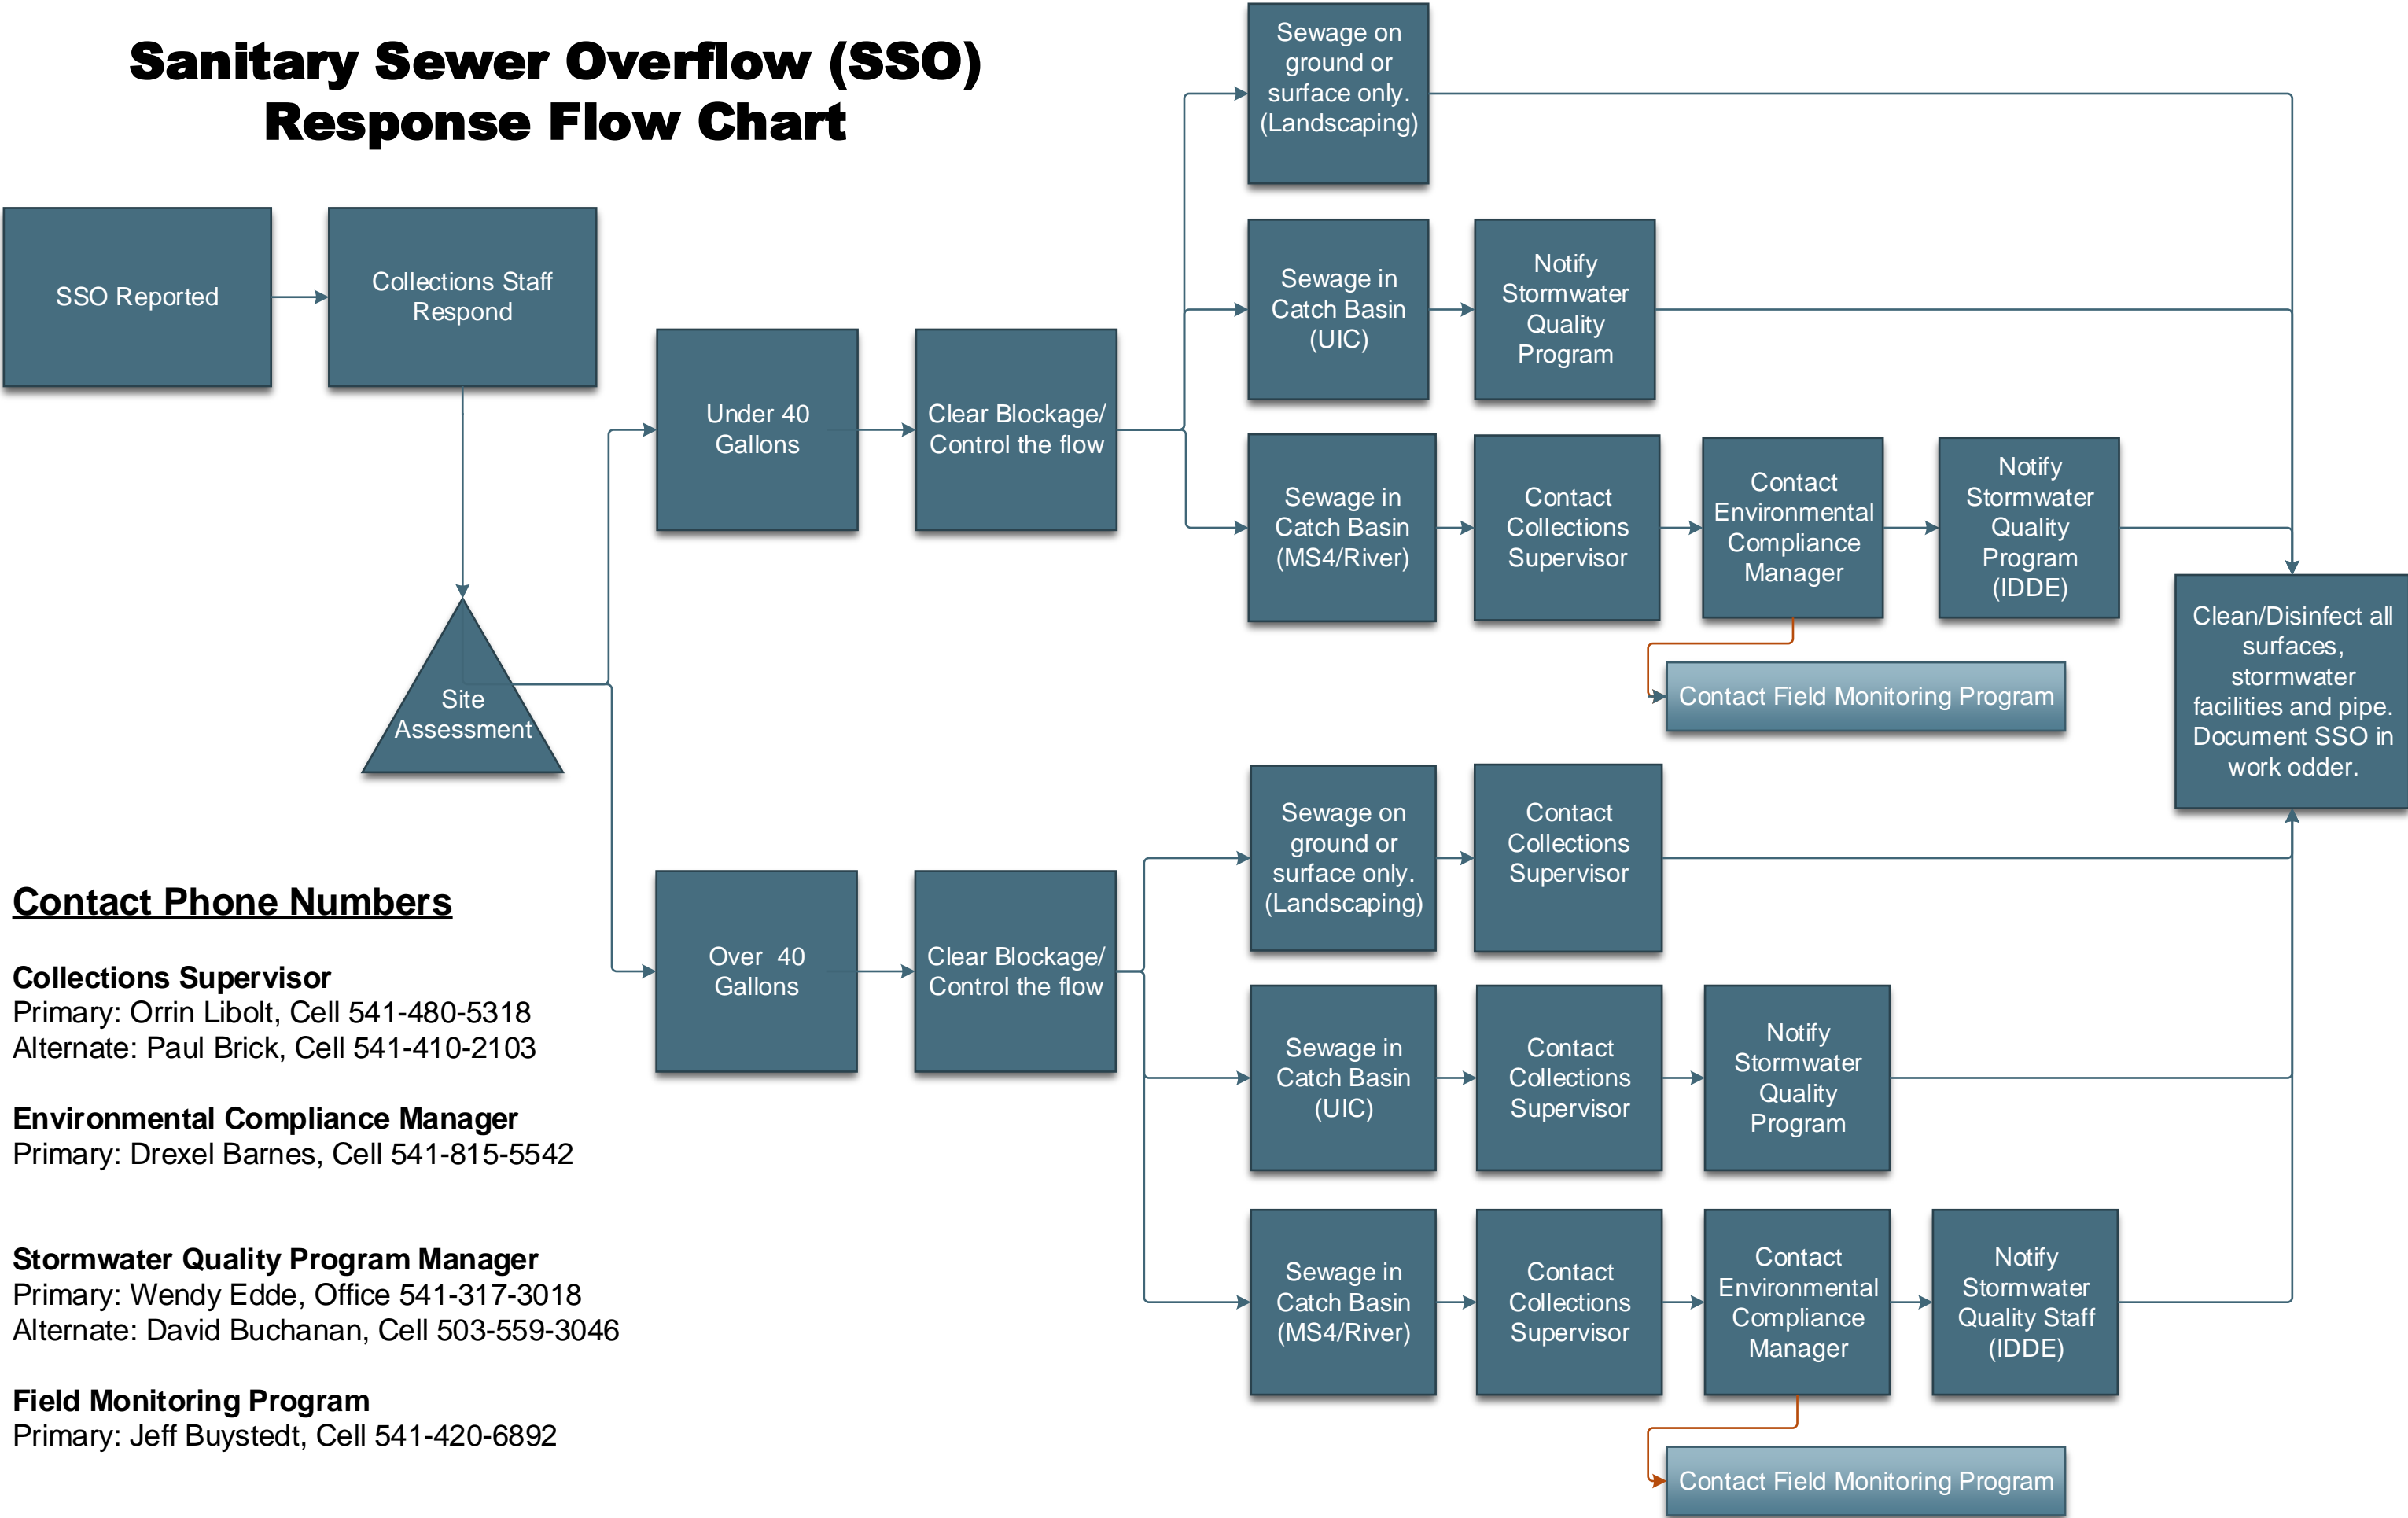 Sanitary Sewer Overflow (SSO)
Response Flow Chart
SSO Reported
Collections Staff
Respond
Site
Assessment
Under 40
Gallons
Clear Blockage/
Control the flow
Sewage on
ground or
surface only.
(Landscaping)
Sewage in
Catch Basin
(UIC)
Notify
Stormwater
Quality
Program
Sewage in
Catch Basin
(MS4/River)
Contact
Collections
Supervisor
Contact
Environmental
Compliance
Manager
Notify
Stormwater
Quality
Program
(IDDE)
Contact Field Monitoring Program
Clean/Disinfect all
surfaces,
stormwater
facilities and pipe.
Document SSO in
work odder.
Over  40
Gallons
Clear Blockage/
Control the flow
Sewage on
ground or
surface only.
(Landscaping)
Contact
Collections
Supervisor
Sewage in
Catch Basin
(UIC)
Contact
Collections
Supervisor
Notify
Stormwater
Quality
Program
Sewage in
Catch Basin
(MS4/River)
Contact
Collections
Supervisor
Contact
Environmental
Compliance
Manager
Notify
Stormwater
Quality Staff
(IDDE)
Contact Field Monitoring Program
Contact Phone Numbers
Collections Supervisor
Primary: Orrin Libolt, Cell 541-480-5318
Alternate: Paul Brick, Cell 541-410-2103
Environmental Compliance Manager
Primary: Drexel Barnes, Cell 541-815-5542
Stormwater Quality Program Manager
Primary: Wendy Edde, Office 541-317-3018
Alternate: David Buchanan, Cell 503-559-3046
Field Monitoring Program
Primary: Jeff Buystedt, Cell 541-420-6892